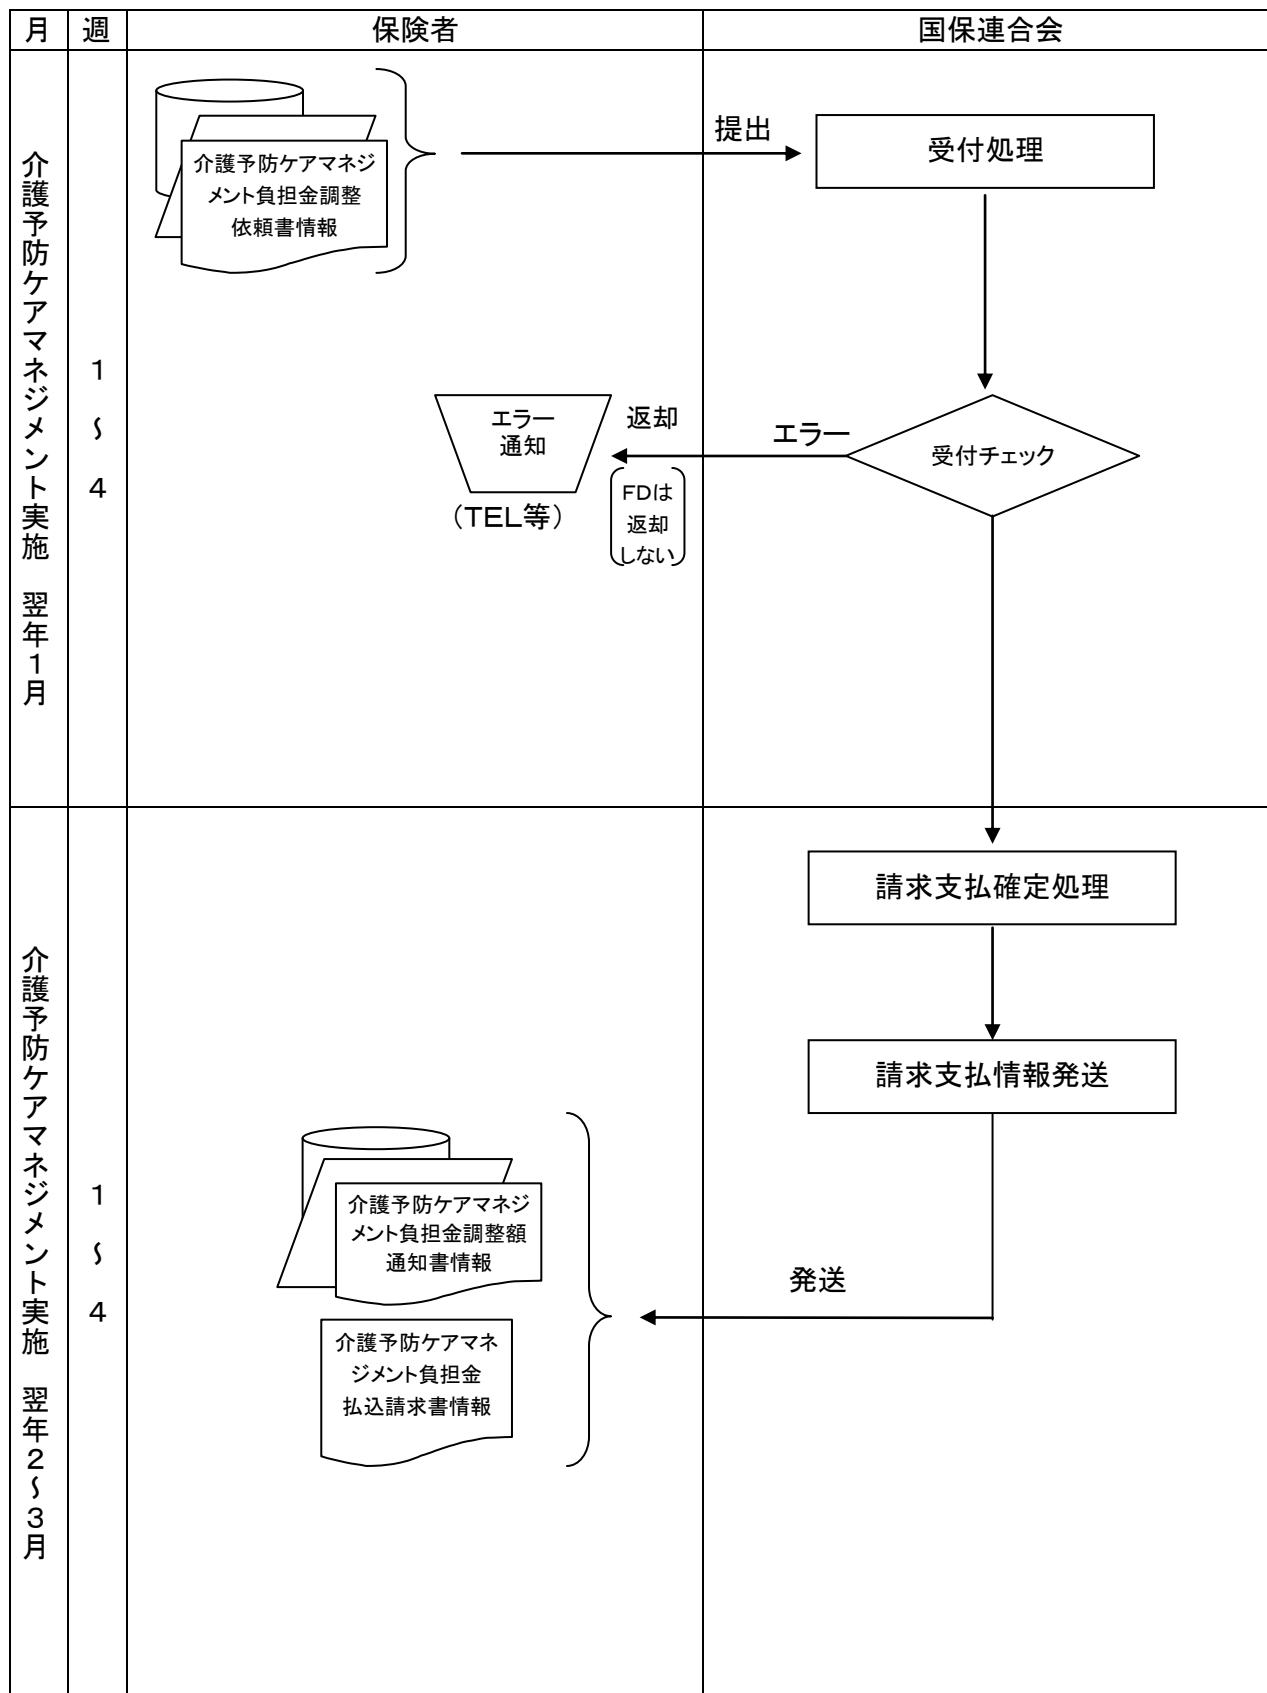 月
週
保険者
国保連合会
介護予防ケアマネジメント実施　翌年1月
1
～
4
介護予防ケアマネジ
メント負担金調整
依頼書情報
提出
受付処理
エラー
通知
(TEL等)
返却
FDは
返却
しない
エラー
受付チェック
介護予防ケアマネジメント実施　翌年2～3月
1
～
4
請求支払確定処理
請求支払情報発送
介護予防ケアマネジ
メント負担金調整額
通知書情報
介護予防ケアマネ
ジメント負担金
払込請求書情報
発送